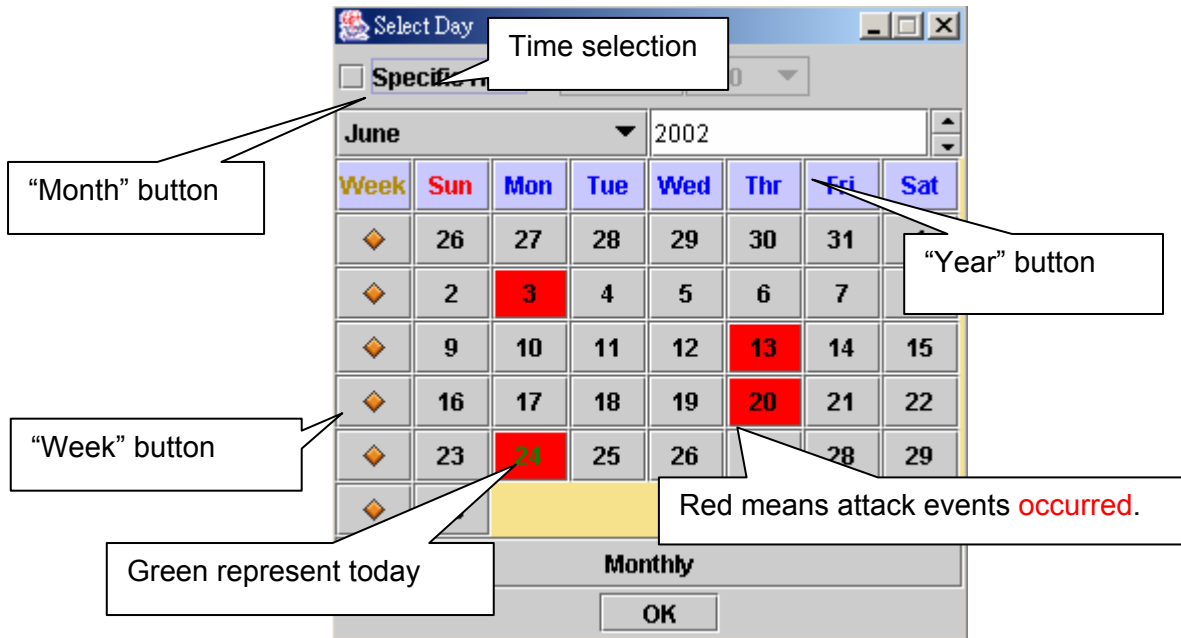 Select Day
Time selection
Specific
0
June 2002
"Month" button
Week Sun Mon Tue Wed Thr Fri Sat
26 27 28 29 30 31
"Year" button
2 3 4 5 6 7
9 10 11 12 13 14 15
16 17 18 19 20 21 22
"Week" button
23 24 25 26 28 29
Red means attack events occurred.
Green represent today
Monthly
OK